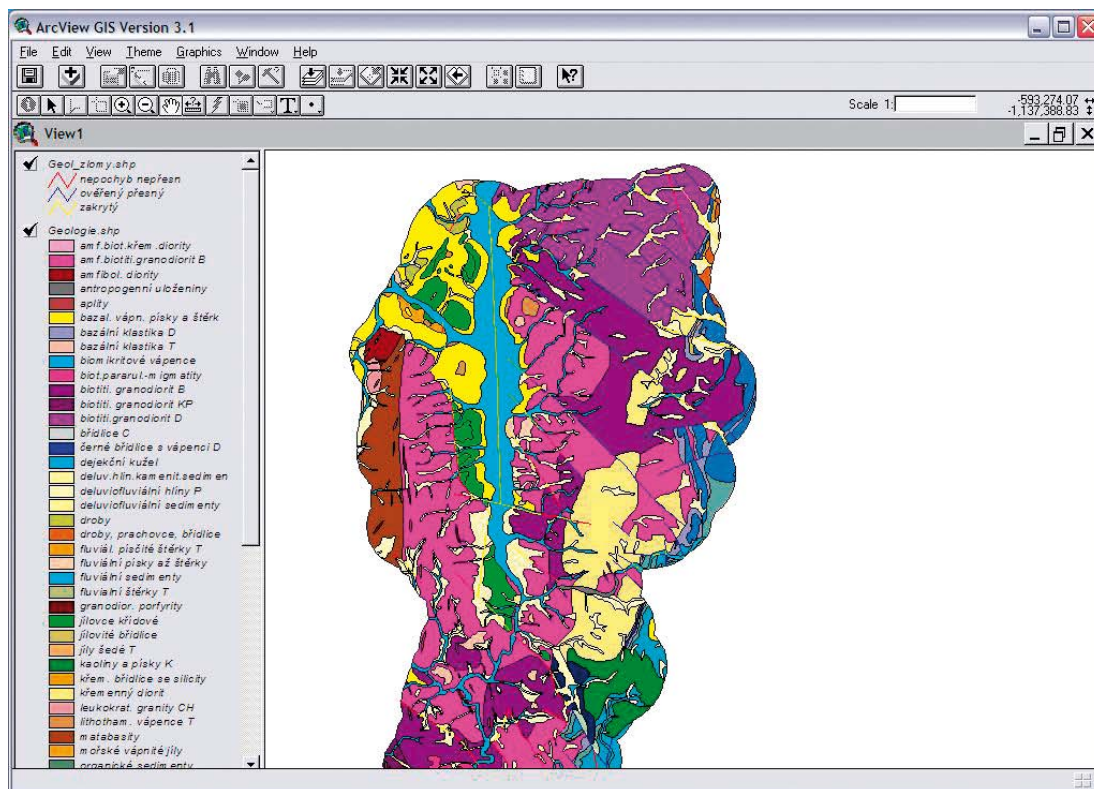 ArcView GIS Version 3.1
File Edit View Theme Graphics Window Help
Scale 1:
-593,274.07
-1,137,388.83
View1
Geol_zlomy.shp
nepochyb nepřesn
ověřený přesný
zakrytý
Geologie.shp
amf.biot.křem.diority
amf.biotiti.granodiorit B
amfibol. diority
antropogenní uloženiny
aplity
bazal. vápn. písky a štěrk
bazální klastika D
bazální klastika T
biomikritové vápence
biot.pararul-migmatity
biotiti. granodiorit B
biotiti. granodiorit KP
biotiti.granodiorit D
břidlice C
černé břidlice s vápenci D
dejekční kužel
deluv.hlin.kamenit.sedimen
deluviofluviální hlíny P
deluviofluviální sedimenty
droby
droby, prachovce, břidlice
fluviál. písčité štěrky T
fluviální písky až štěrky
fluviální sedimenty
fluvialní štěrky T
granodior. porfyrity
jílovce křídové
jílovité břidlice
jíly šedé T
kaolíny a písky K
křem. břidlice se silicity
křemenný diorit
leukokrat. granity CH
lithotham. vápence T
matabasity
mořské vápnité jíly
organické sedimenty